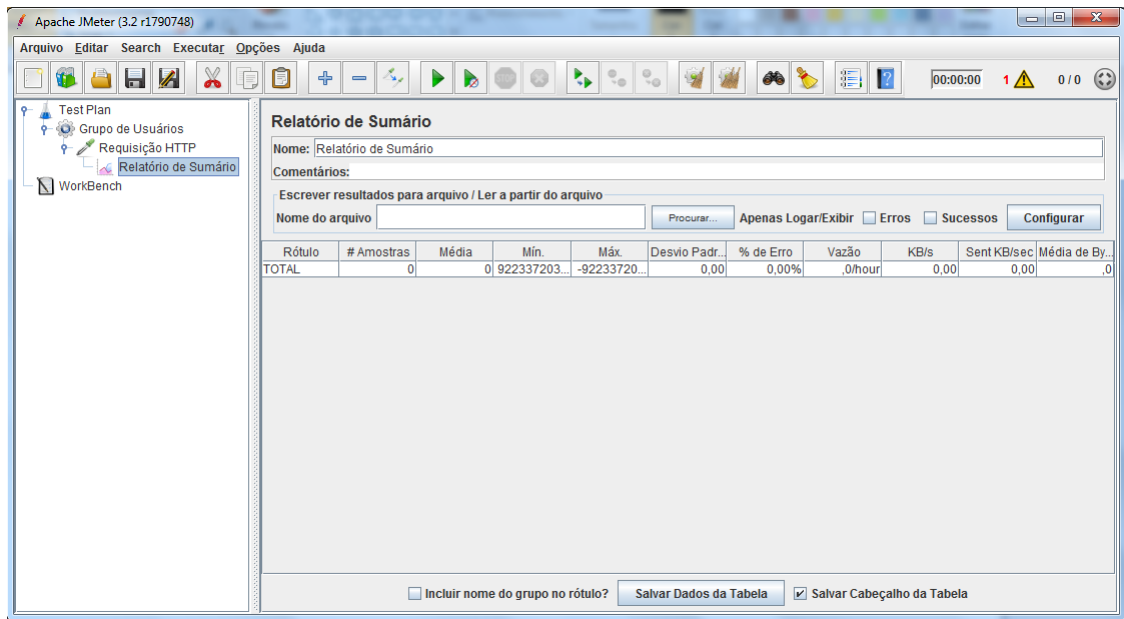 Apache JMeter (3.2 r1790748)
Arquivo Editar Search Executar Opções Ajuda
STOP 00:00:00 1 0 / 0
Test Plan
Grupo de Usuários
Requisição HTTP
Relatório de Sumário
WorkBench
Relatório de Sumário
Nome: Relatório de Sumário
Comentários:
Escrever resultados para arquivo / Ler a partir do arquivo
Nome do arquivo Procurar... Apenas Logar/Exibir Erros Sucessos Configurar
Rótulo # Amostras Média Mín. Máx. Desvio Padr... % de Erro Vazão KB/s Sent KB/sec Média de By...
TOTAL 0 0 922337203... -92233720... 0,00 0,00% ,0/hour 0,00 0,00 ,0
Incluir nome do grupo no rótulo? Salvar Dados da Tabela Salvar Cabeçalho da Tabela